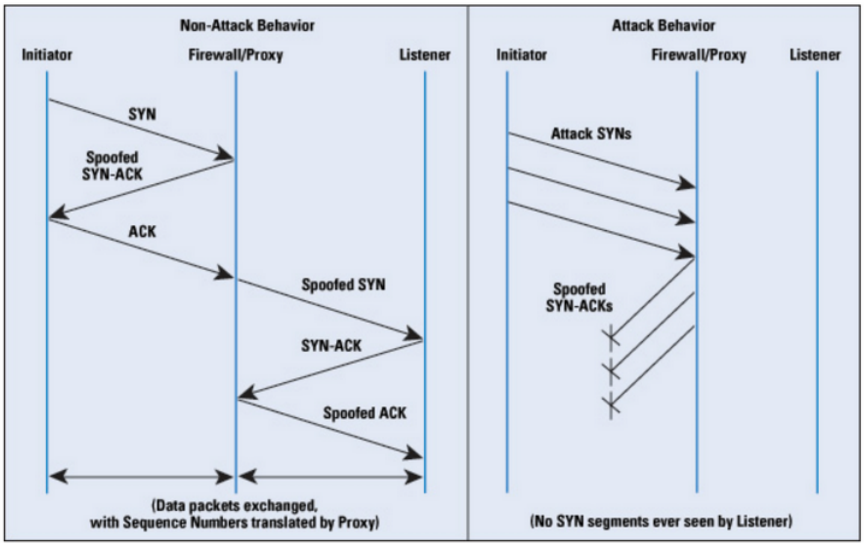 Non-Attack Behavior
Initiator Firewall/Proxy Listener
SYN
Spoofed
SYN-ACK
ACK
Spoofed SYN
SYN-ACK
Spoofed ACK
(Data packets exchanged,
with Sequence Numbers translated by Proxy)
Attack Behavior
Initiator Firewall/Proxy Listener
Attack SYNs
Spoofed
SYN-ACKs
(No SYN segments ever seen by Listener)